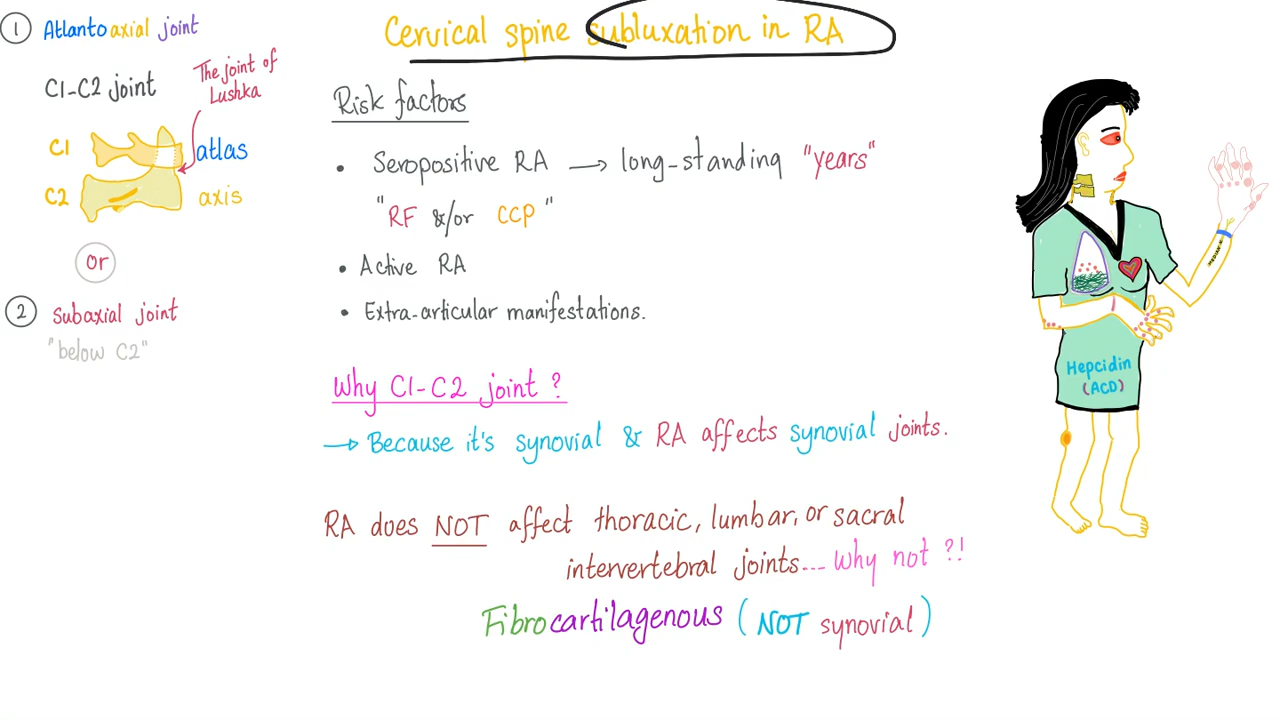 Cervical spine subluxation in RA
1 Atlantoaxial joint
C1-C2 joint
The joint of
Lushka
C1 atlas
C2 axis
or
2 Subaxial joint
"below C2"
Risk factors
• Seropositive RA → long-standing "years"
"RF &/or CCP"
• Active RA
• Extra-articular manifestations.
Why C1-C2 joint?
→ Because it's synovial & RA affects synovial joints.
RA does NOT affect thoracic, lumbar, or sacral
intervertebral joints... Why not ?!
Fibrocartilagenous (NOT synovial)
Hepcidin
(ACD)